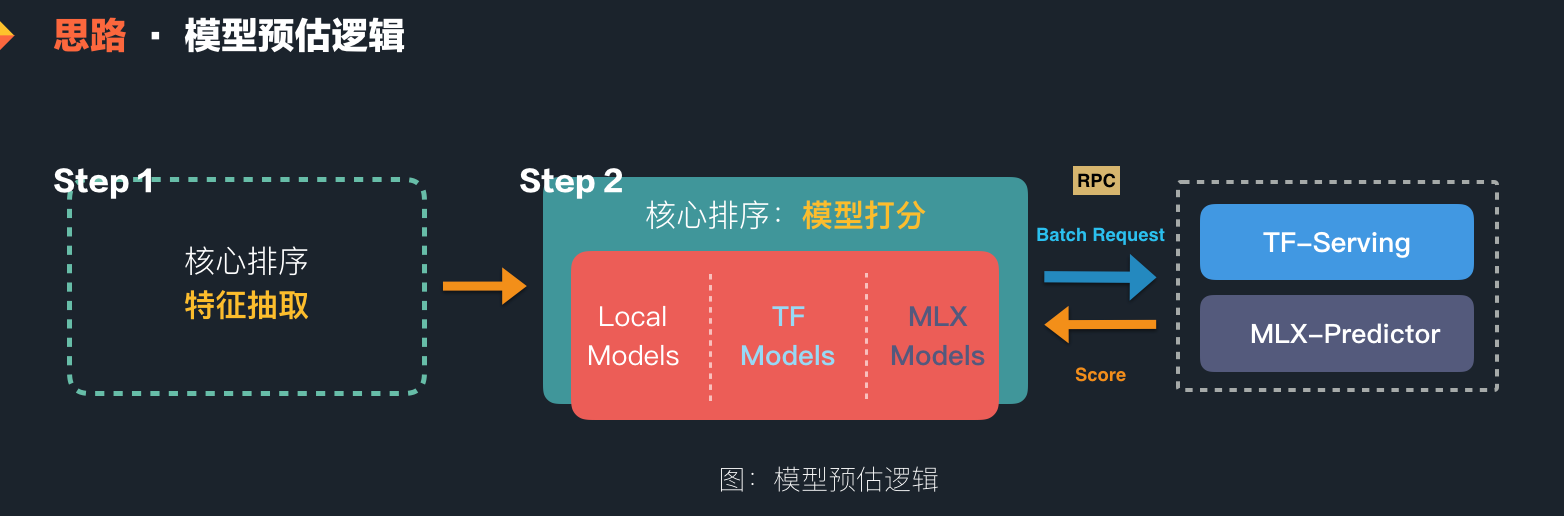 思路 · 模型预估逻辑
Step 1
核心排序
特征抽取
Step 2
核心排序：模型打分
Local
Models
TF
Models
MLX
Models
RPC
Batch Request
Score
TF-Serving
MLX-Predictor
图：模型预估逻辑